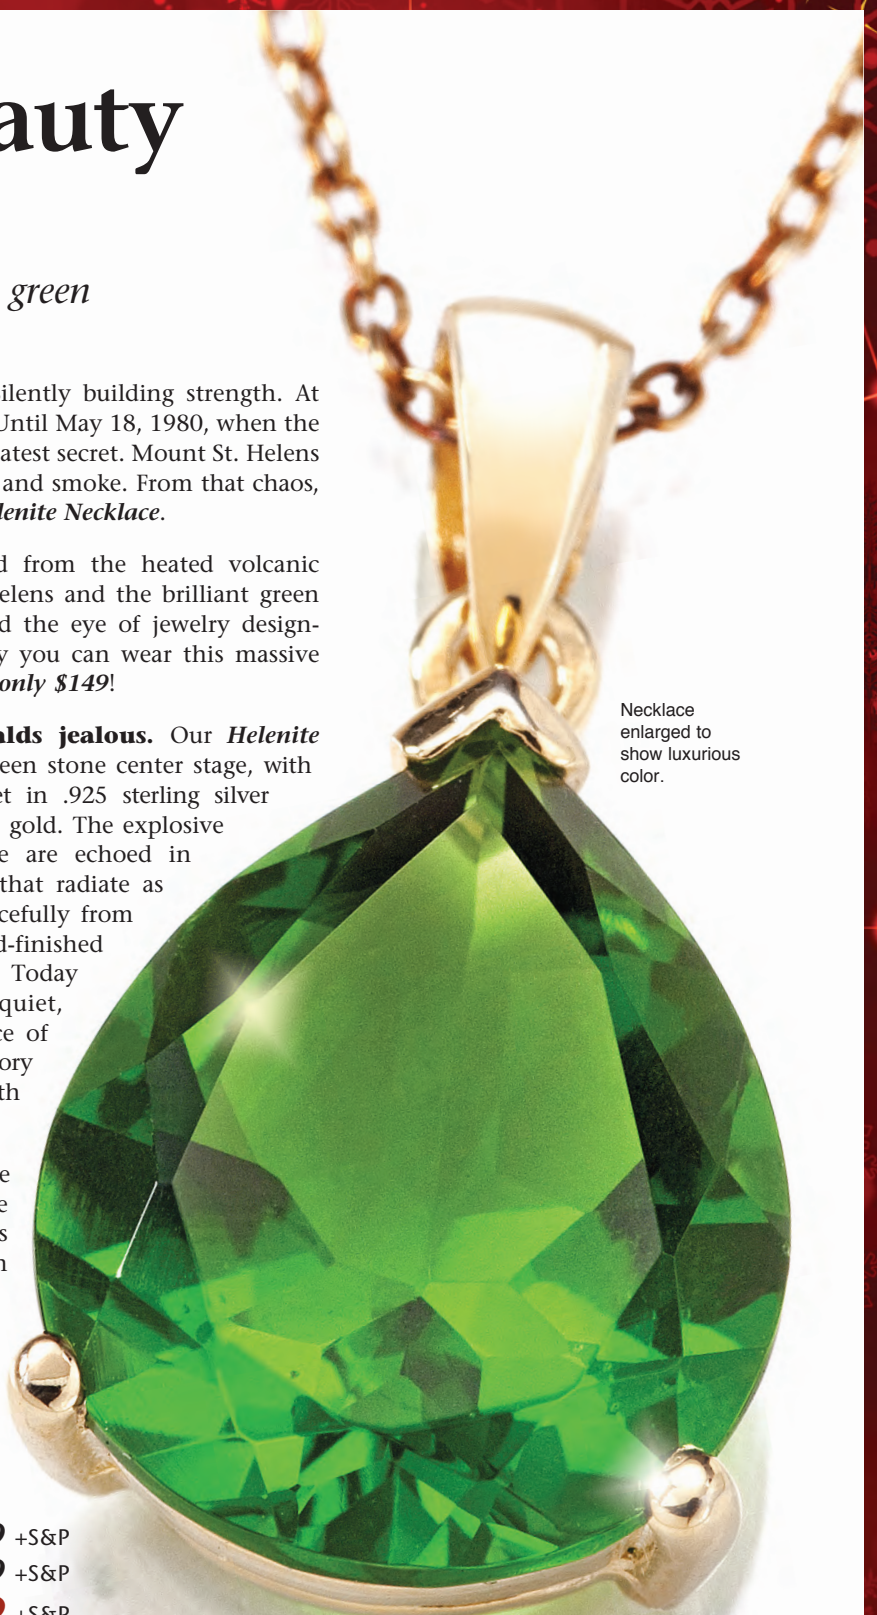 auty
green
ilently building strength. At
Until May 18, 1980, when the
atest secret. Mount St. Helens
and smoke. From that chaos,
lenite Necklace.
d from the heated volcanic
elens and the brilliant green
d the eye of jewelry design-
y you can wear this massive
only $149!
alds jealous. Our Helenite
een stone center stage, with
et in .925 sterling silver
gold. The explosive
e are echoed in
that radiate as
cefully from
d-finished
Today
quiet,
ce of
ory
th
e
e
s
n
Necklace
enlarged to
show luxurious
color.
+S&P
+S&P
+S&P